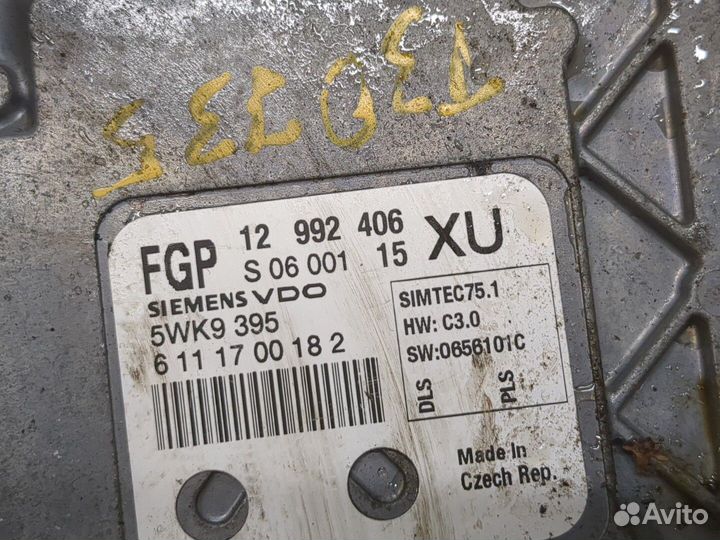 FGP 12 992 406 XU
S 06 001 15
SIEMENS VDO
5WK9 395
6 11 17 00 18 2
SIMTEC75.1
HW: C3.0
SW:0656101C
DLS PLS
Made In
Czech Rep.
Avito